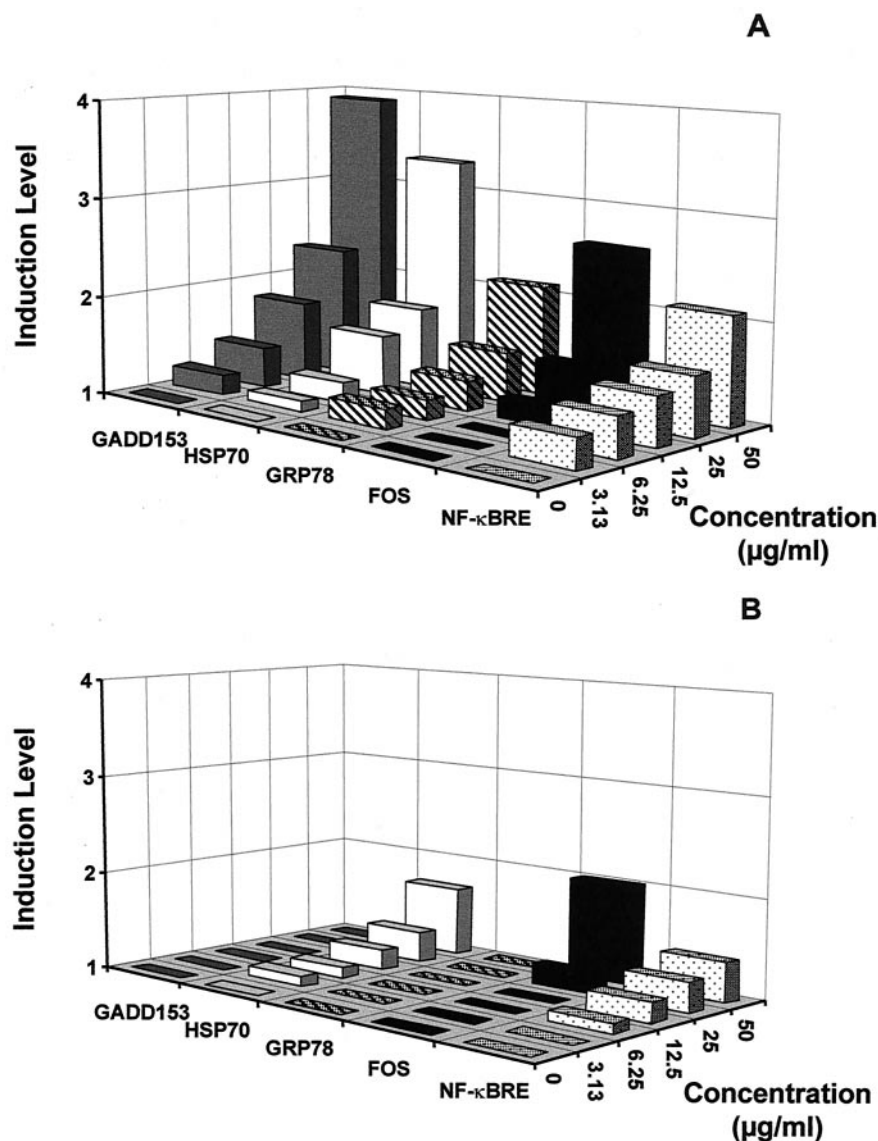 A
4
3
2
1
Induction Level
GADD153
HSP70
GRP78
FOS
NF-κBRE
0
3.13
6.25
12.5
25
50
Concentration
(µg/ml)
B
4
3
2
1
Induction Level
GADD153
HSP70
GRP78
FOS
NF-κBRE
0
3.13
6.25
12.5
25
50
Concentration
(µg/ml)